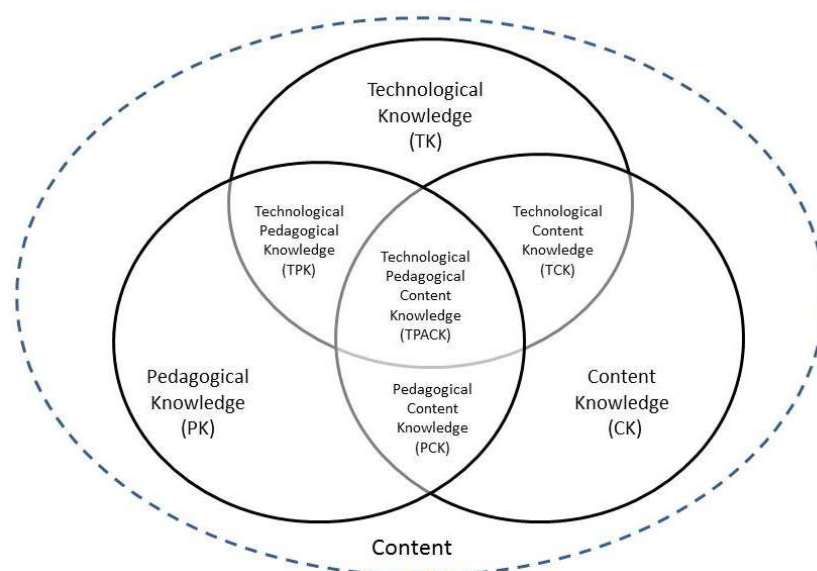 Technological
Knowledge
(TK)
Technological
Pedagogical
Knowledge
(TPK)
Technological
Content
Knowledge
(TCK)
Technological
Pedagogical
Content
Knowledge
(TPACK)
Pedagogical
Knowledge
(PK)
Pedagogical
Content
Knowledge
(PCK)
Content
Knowledge
(CK)
Content